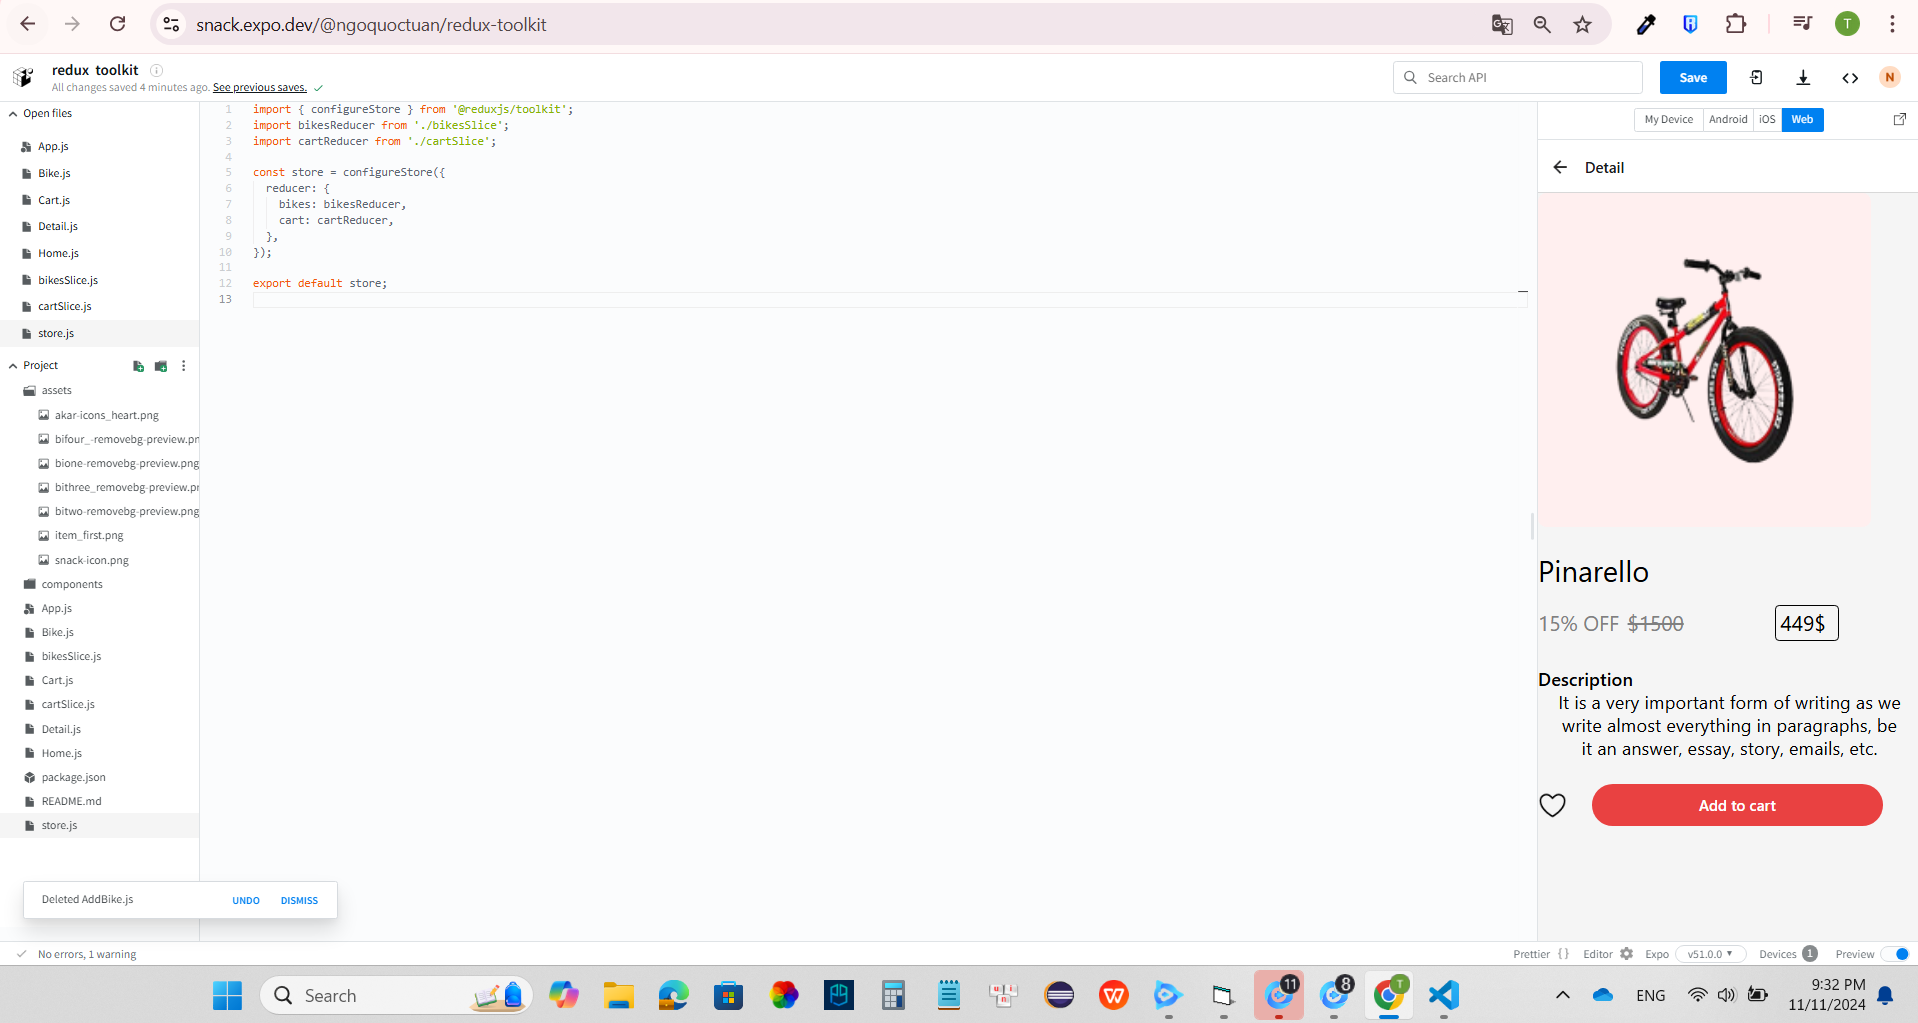 snack.expo.dev/@ngoquoctuan/redux-toolkit
T
redux toolkit
All changes saved 4 minutes ago. See previous saves.
Search API
Save
N
Open files
App.js
Bike.js
Cart.js
Detail.js
Home.js
bikesSlice.js
cartSlice.js
store.js
Project
assets
akar-icons_heart.png
bifour_-removebg-preview.pn
bione-removebg-preview.png
bithree_removebg-preview.pr
bitwo-removebg-preview.png
item_first.png
snack-icon.png
components
App.js
Bike.js
bikesSlice.js
Cart.js
cartSlice.js
Detail.js
Home.js
package.json
README.md
store.js
Deleted AddBike.js UNDO DISMISS
1 import { configureStore } from '@reduxjs/toolkit';
2 import bikesReducer from './bikesSlice';
3 import cartReducer from './cartSlice';
4
5 const store = configureStore({
6 reducer: {
7 bikes: bikesReducer,
8 cart: cartReducer,
9 },
10 });
11
12 export default store;
13
My Device Android iOS Web
Detail
Pinarello
15% OFF $1500 449$
Description
It is a very important form of writing as we
write almost everything in paragraphs, be
it an answer, essay, story, emails, etc.
Add to cart
No errors, 1 warning
Prettier { } Editor Expo v51.0.0 Devices 1 Preview
Search
11
8
T
ENG
9:32 PM
11/11/2024